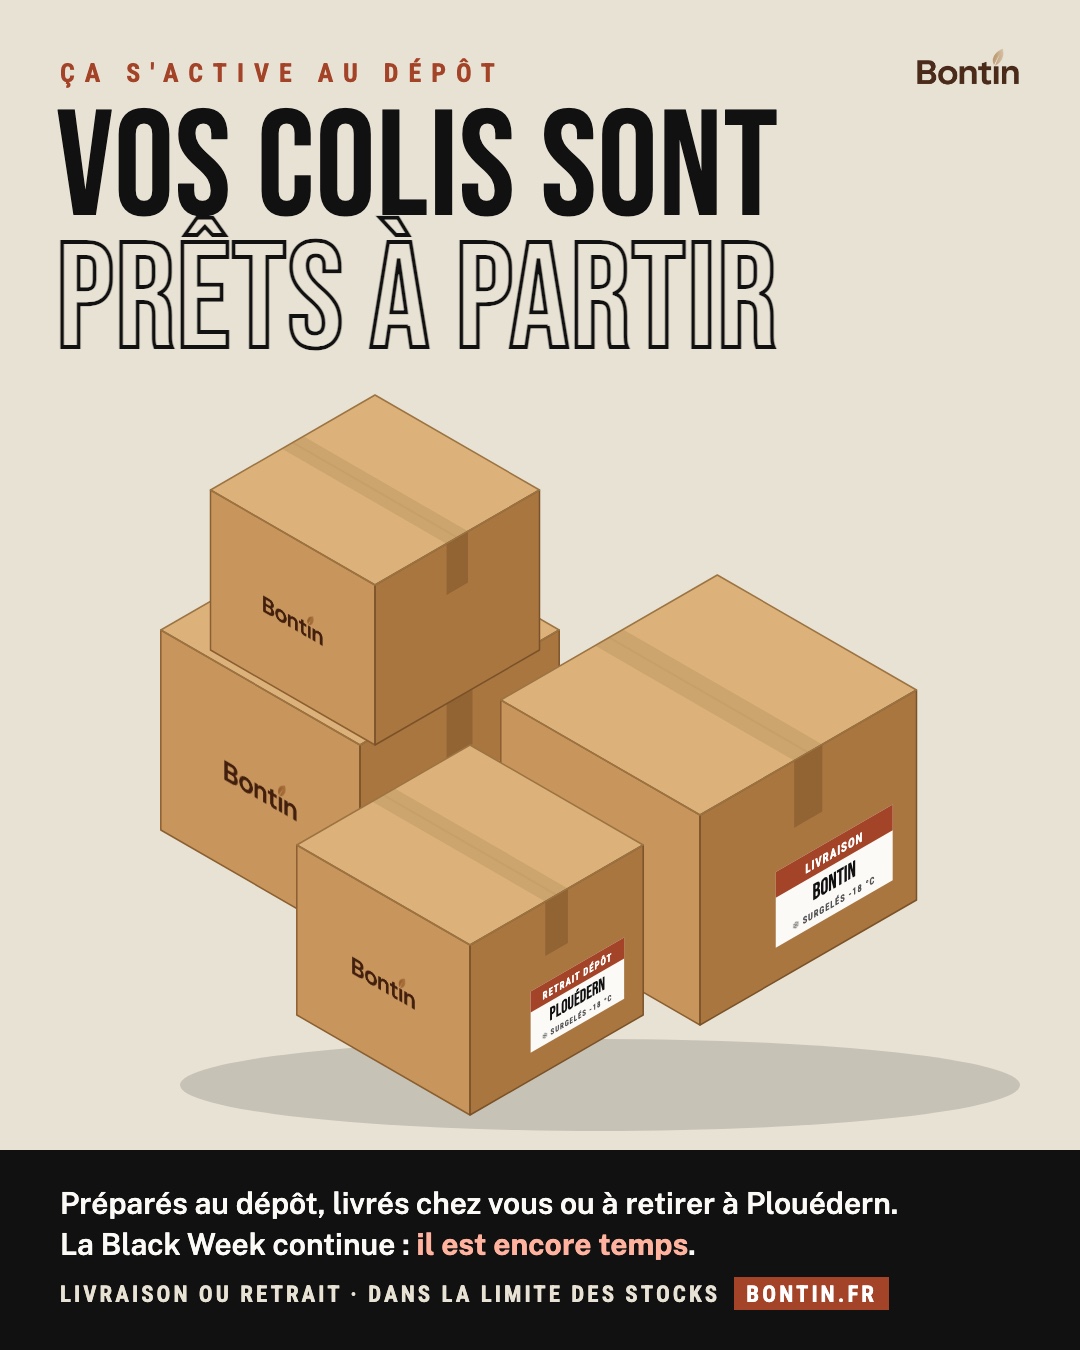 ÇA S'ACTIVE AU DÉPÔT
Bontin
VOS COLIS SONT
PRÊTS À PARTIR
Bontin
Bontin
LIVRAISON
BONTIN
SURGELÉS -18 °C
Bontin
RETRAIT DÉPÔT
PLOUÉDERN
SURGELÉS -18 °C
Préparés au dépôt, livrés chez vous ou à retirer à Plouédern.
La Black Week continue : il est encore temps.
LIVRAISON OU RETRAIT · DANS LA LIMITE DES STOCKS BONTIN.FR